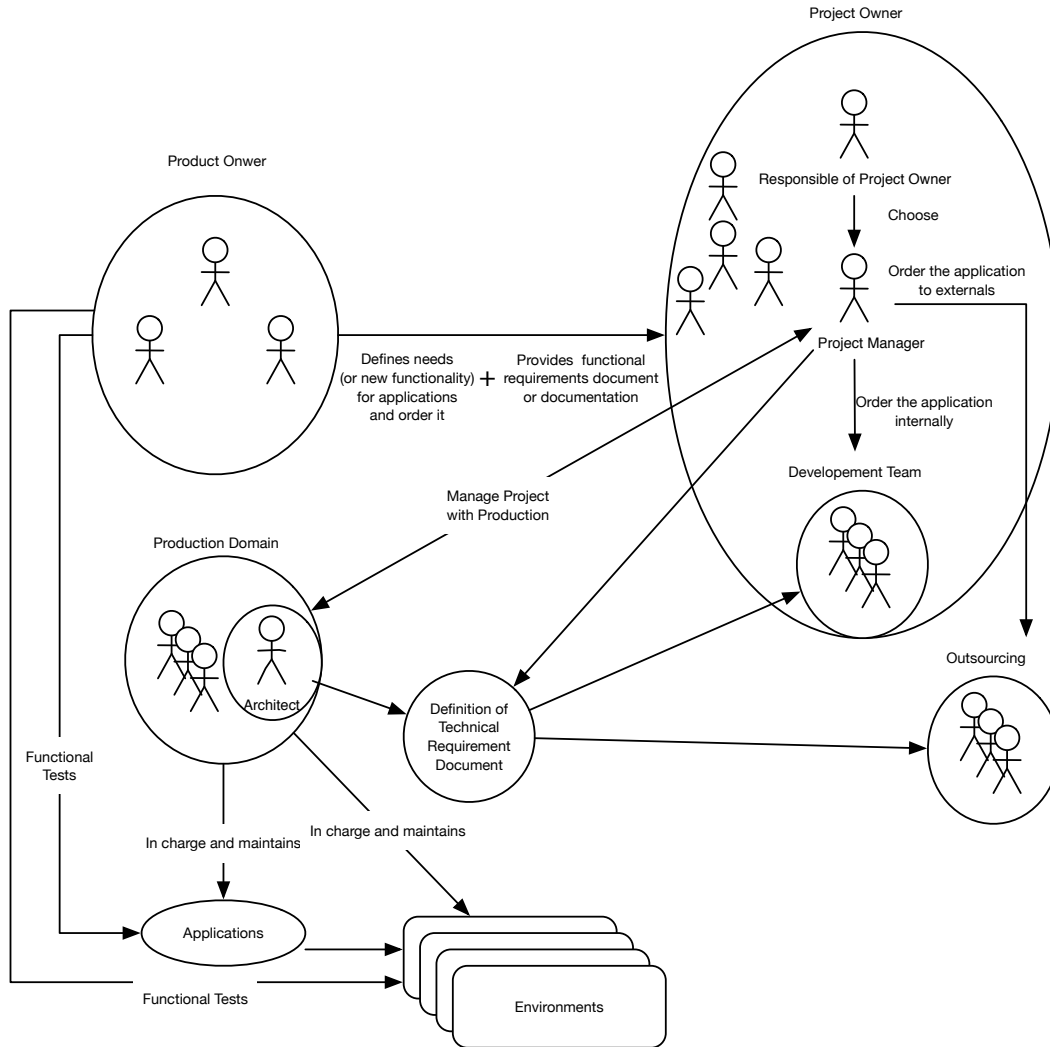 Project Owner
Product Onwer
Responsible of Project Owner
Choose
Order the application
to externals
Project Manager
Defines needs
(or new functionality)
for applications
and order it
+
Provides  functional
requirements document
or documentation
Order the application
internally
Developement Team
Manage Project
with Production
Production Domain
Architect
Definition of
Technical
Requirement
Document
Outsourcing
Functional
Tests
In charge and maintains
In charge and maintains
Applications
Functional Tests
Environments